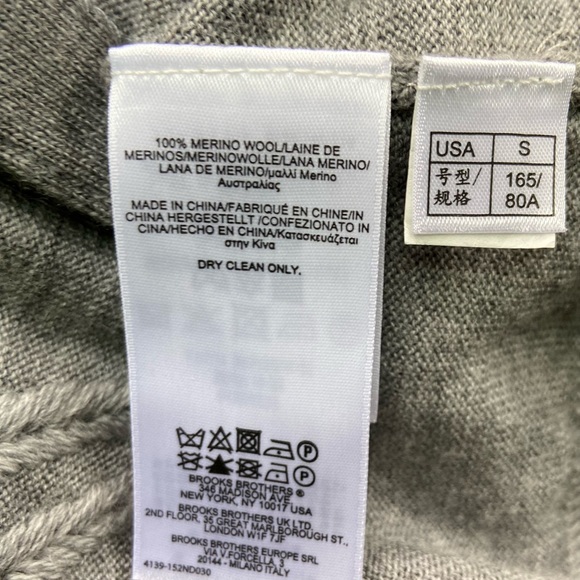 100% MERINO WOOL/LAINE DE
MERINOS/MERINOWOLLE/LANA MERINO/
LANA DE MERINO/μαλλί Merino
Αυστραλίας
MADE IN CHINA/FABRIQUÉ EN CHINE/IN
CHINA HERGESTELLT /CONFEZIONATO IN
CINA/HECHO EN CHINA/Κατασκευάζεται
στην Κίνα
DRY CLEAN ONLY.
P
P
BROOKS BROTHERS ®
346 MADISON AVE
NEW YORK, NY 10017 USA
BROOKS BROTHERS UK LTD
2ND FLOOR, 35 GREAT MARLBOROUGH ST.
LONDON W1F 7JF
BROOKS BROTHERS EUROPE SRL
VIA V.FORCELLA, 3
20144 - MILANO (MI) ITALY
4139-152ND030
USA S
号型/ 165/
规格 80A